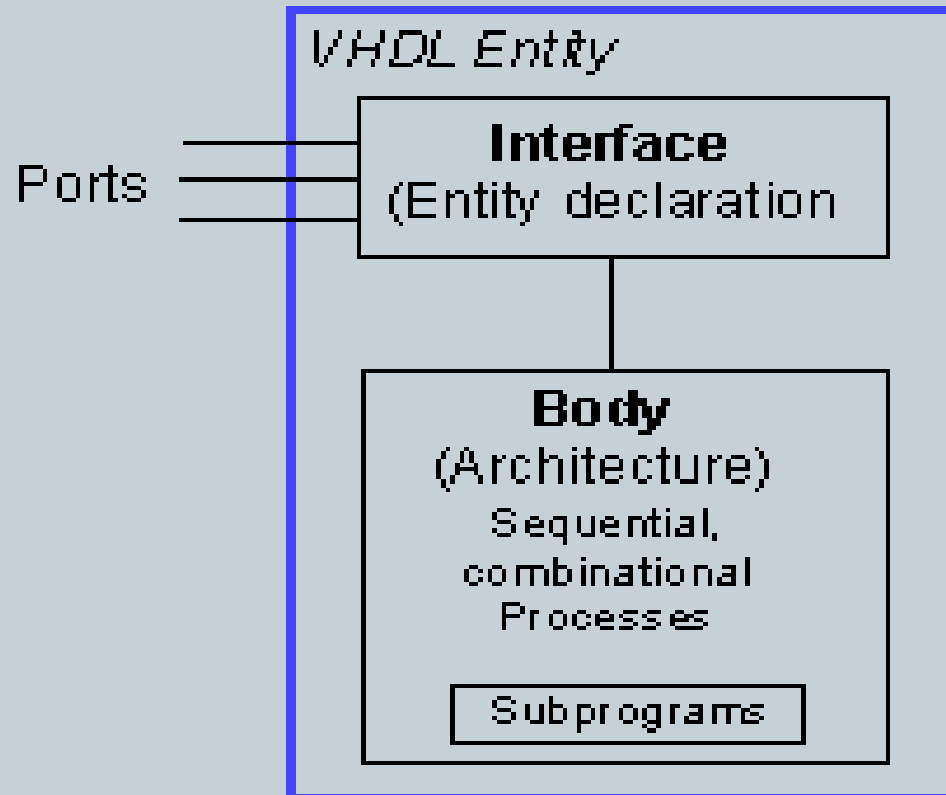 VHDL Entity
Interface
(Entity declaration
Ports
Body
(Architecture)
Sequential,
combinational
Processes
Subprograms